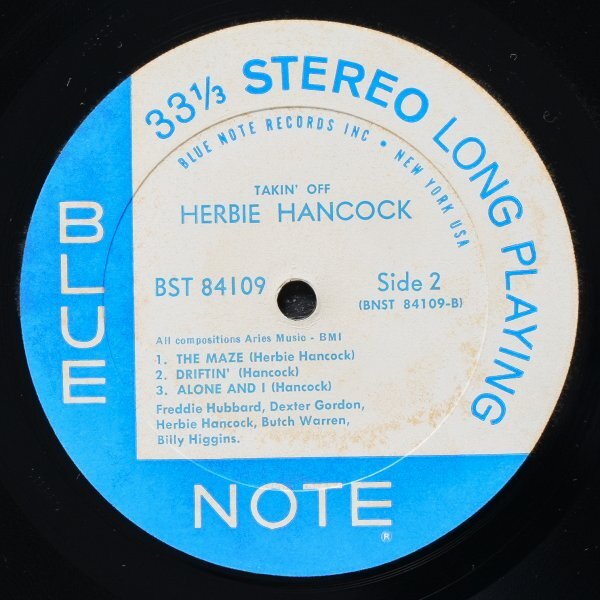 33⅓ STEREO LONG PLAYING
BLUE NOTE RECORDS INC • NEW YORK USA
TAKIN' OFF
HERBIE HANCOCK
BST 84109
Side 2
(BNST 84109-B)
All compositions Aries Music - BMI
1. THE MAZE (Herbie Hancock)
2. DRIFTIN' (Hancock)
3. ALONE AND I (Hancock)
Freddie Hubbard, Dexter Gordon,
Herbie Hancock, Butch Warren,
Billy Higgins.
BLUE
NOTE®